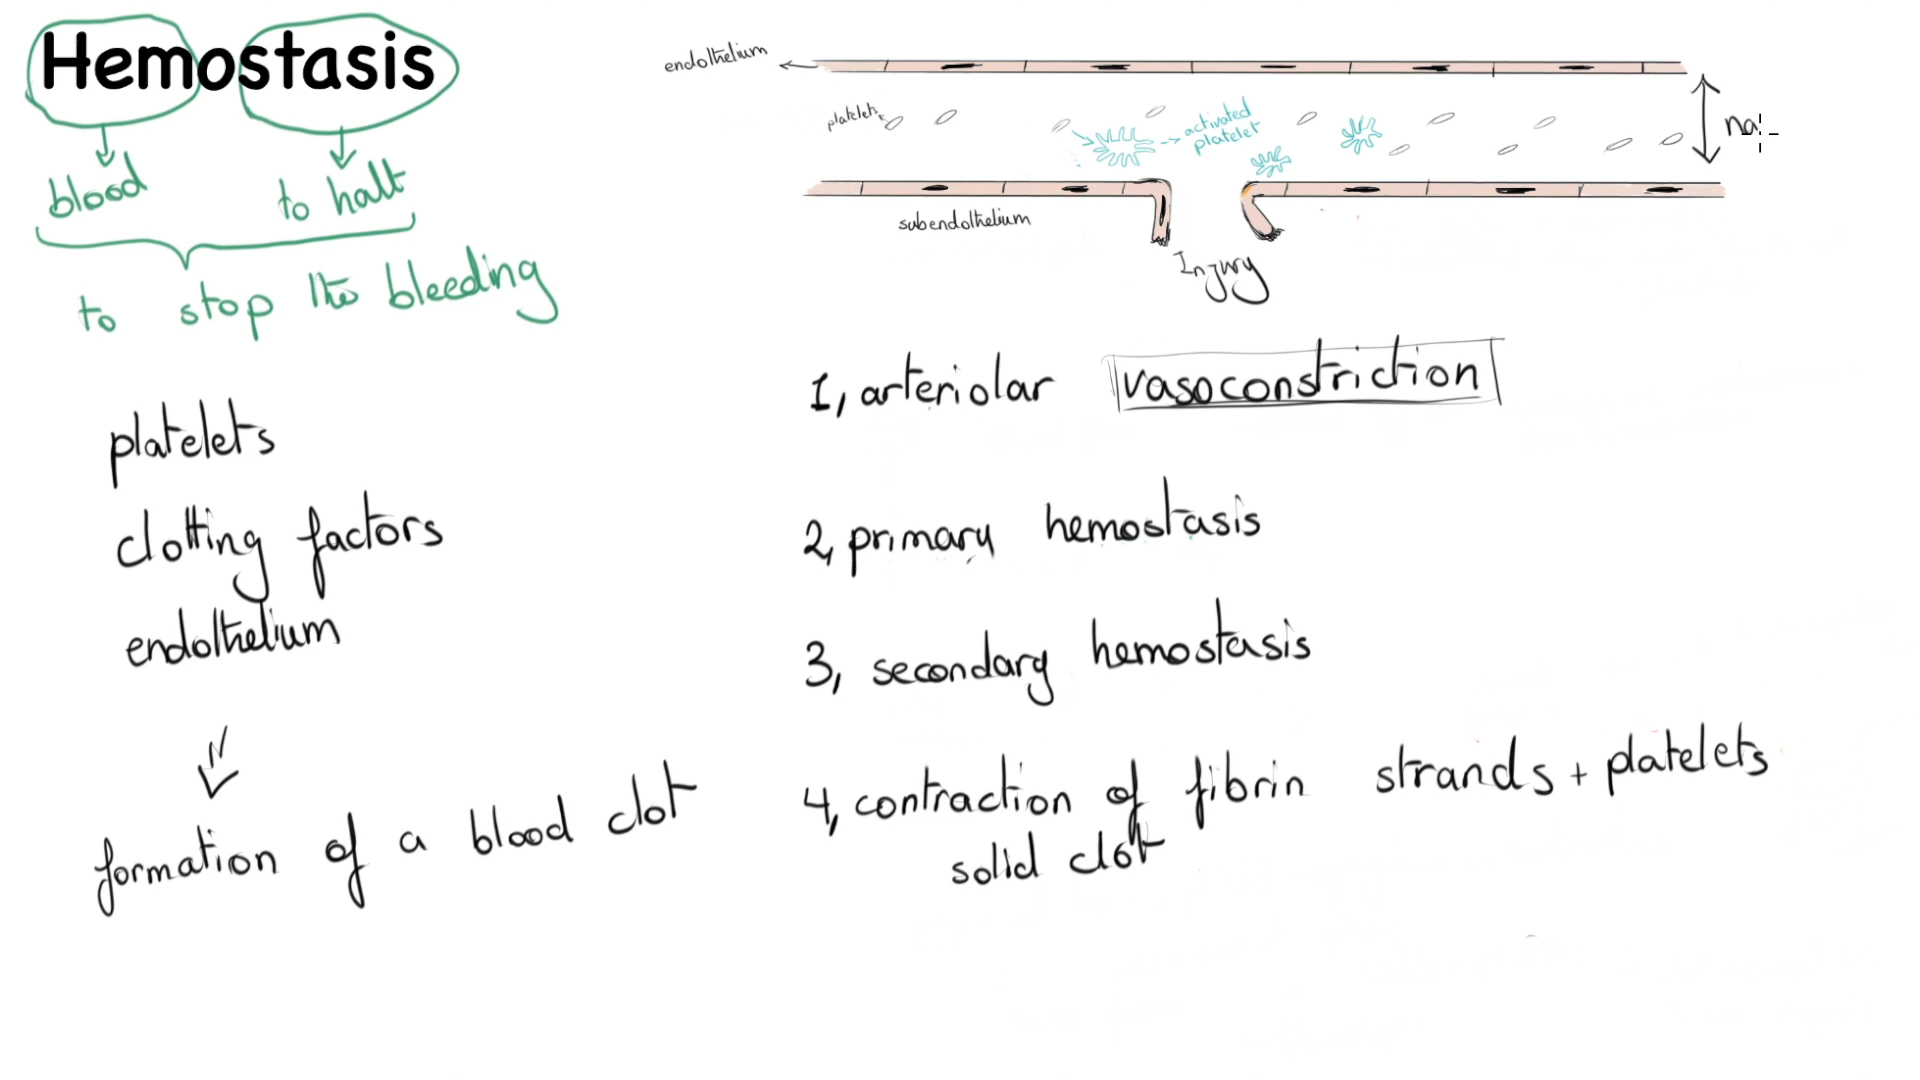 Hemostasis
blood
to halt
to stop the bleeding
platelets
clotting factors
endothelium
formation of a blood clot
endothelium
platelets
activated
platelet
na
subendothelium
Injury
1, arteriolar vasoconstriction
2, primary hemostasis
3, secondary hemostasis
4, contraction of fibrin strands + platelets
solid clot